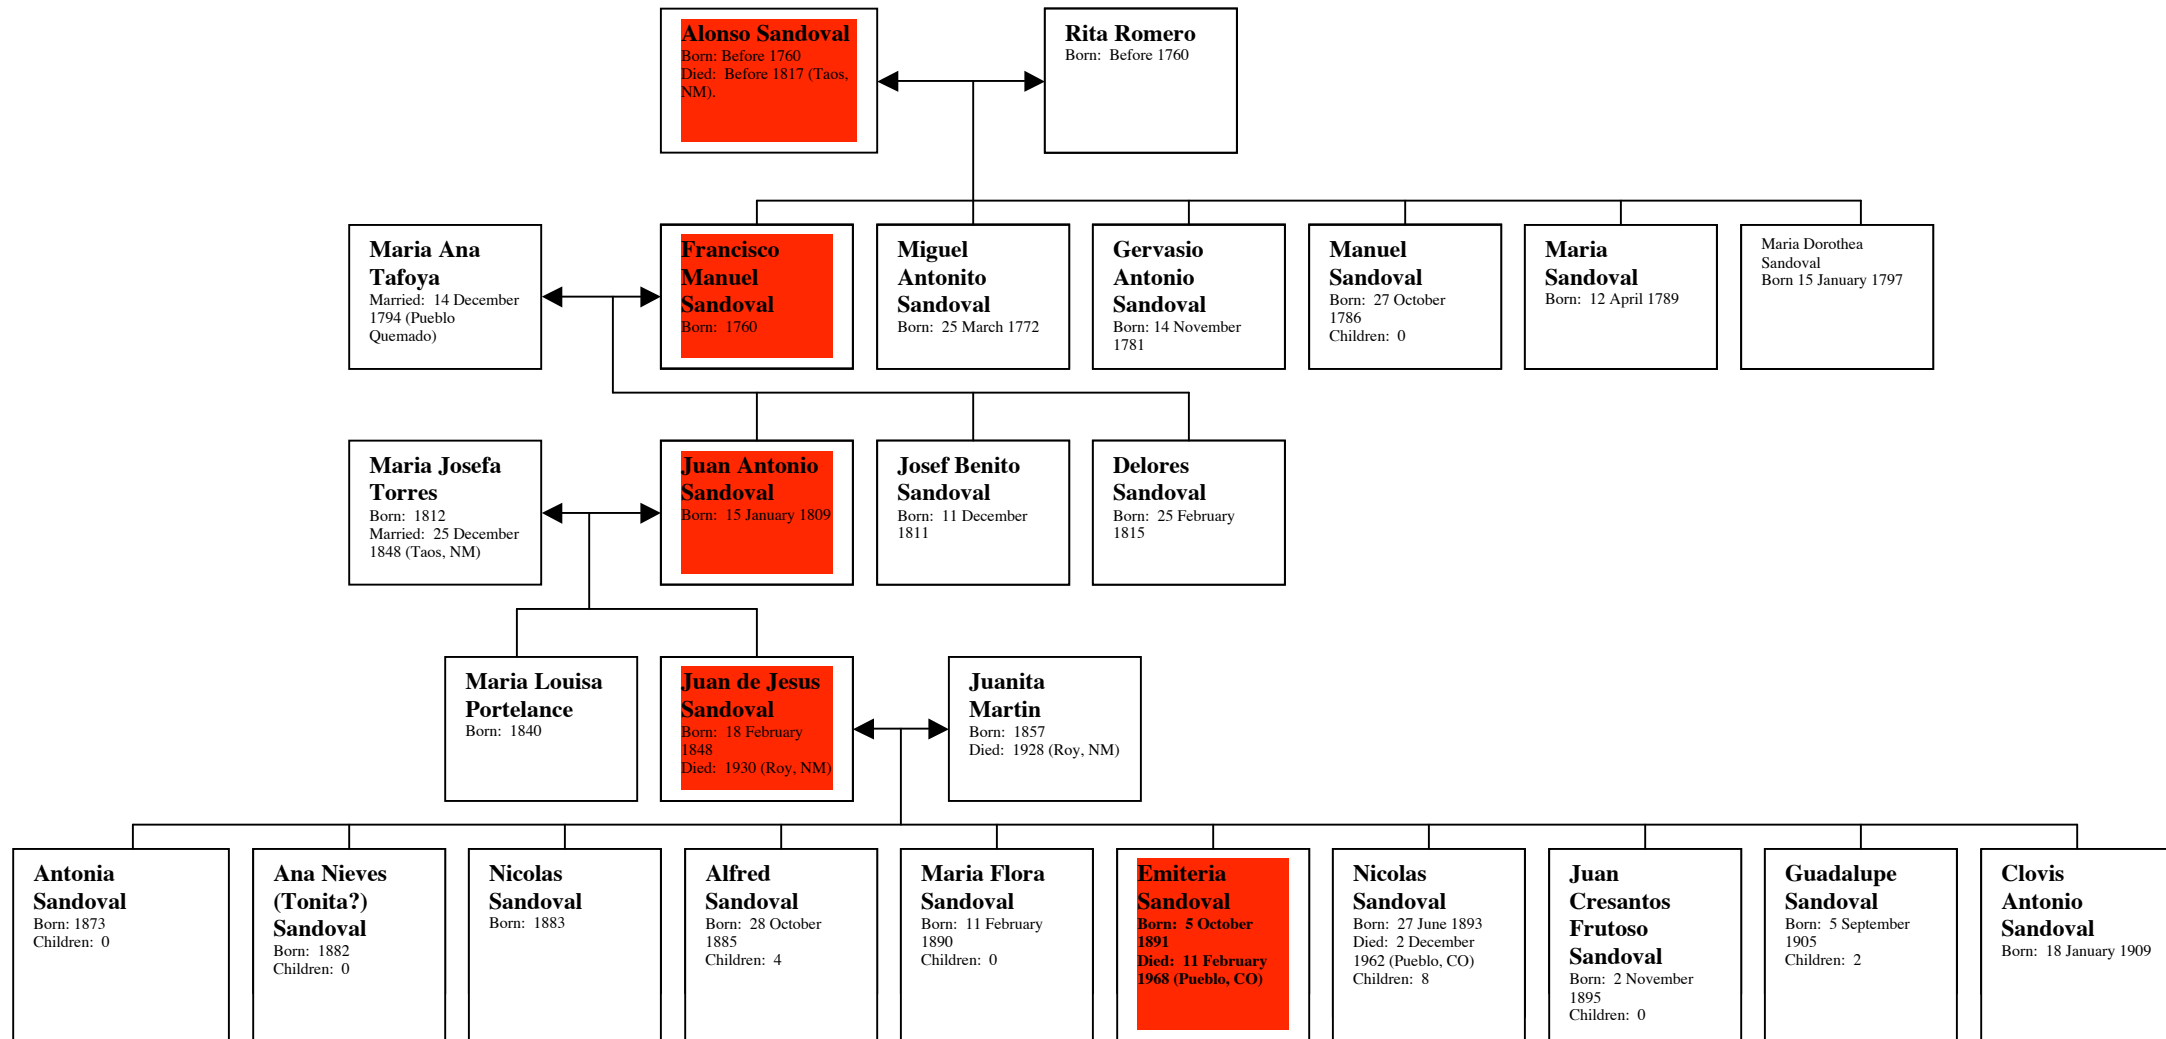 Alonso Sandoval
Born: Before 1760
Died: Before 1817 (Taos,
NM).
Rita Romero
Born: Before 1760
Maria Ana
Tafoya
Married: 14 December
1794 (Pueblo
Quemado)
Francisco
Manuel
Sandoval
Born: 1760
Miguel
Antonito
Sandoval
Born: 25 March 1772
Gervasio
Antonio
Sandoval
Born: 14 November
1781
Manuel
Sandoval
Born: 27 October
1786
Children: 0
Maria
Sandoval
Born: 12 April 1789
Maria Dorothea
Sandoval
Born 15 January 1797
Maria Josefa
Torres
Born: 1812
Married: 25 December
1848 (Taos, NM)
Juan Antonio
Sandoval
Born: 15 January 1809
Josef Benito
Sandoval
Born: 11 December
1811
Delores
Sandoval
Born: 25 February
1815
Maria Louisa
Portelance
Born: 1840
Juan de Jesus
Sandoval
Born: 18 February
1848
Died: 1930 (Roy, NM)
Juanita
Martin
Born: 1857
Died: 1928 (Roy, NM)
Antonia
Sandoval
Born: 1873
Children: 0
Ana Nieves
(Tonita?)
Sandoval
Born: 1882
Children: 0
Nicolas
Sandoval
Born: 1883
Alfred
Sandoval
Born: 28 October
1885
Children: 4
Maria Flora
Sandoval
Born: 11 February
1890
Children: 0
Emiteria
Sandoval
Born: 5 October
1891
Died: 11 February
1968 (Pueblo, CO)
Nicolas
Sandoval
Born: 27 June 1893
Died: 2 December
1962 (Pueblo, CO)
Children: 8
Juan
Cresantos
Frutoso
Sandoval
Born: 2 November
1895
Children: 0
Guadalupe
Sandoval
Born: 5 September
1905
Children: 2
Clovis
Antonio
Sandoval
Born: 18 January 1909